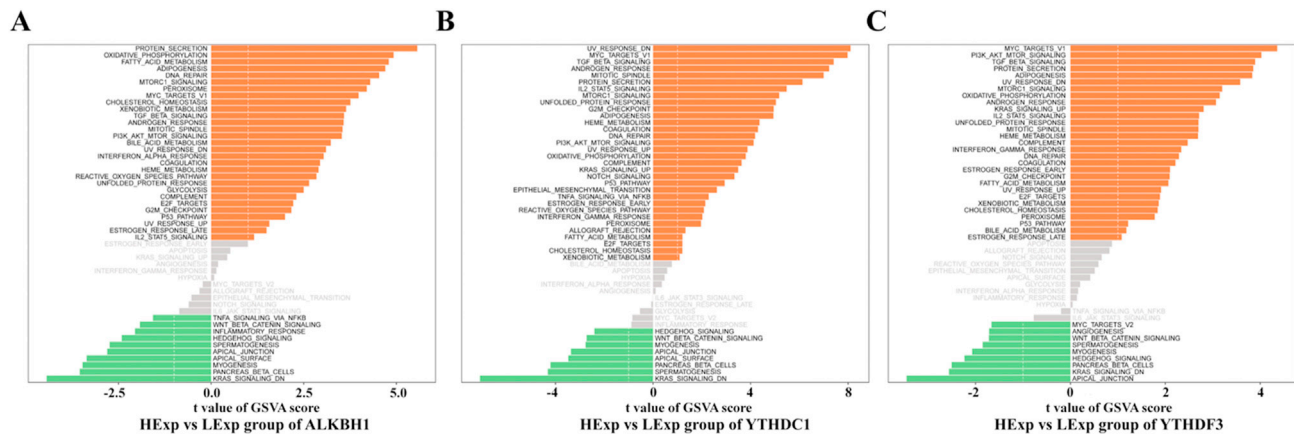 A
PROTEIN_SECRETION
OXIDATIVE_PHOSPHORYLATION
FATTY_ACID_METABOLISM
ADIPOGENESIS
DNA_REPAIR
MTORC1_SIGNALING
PEROXISOME
MYC_TARGETS_V1
CHOLESTEROL_HOMEOSTASIS
XENOBIOTIC_METABOLISM
TGF_BETA_SIGNALING
ANDROGEN_RESPONSE
MITOTIC_SPINDLE
PI3K_AKT_MTOR_SIGNALING
BILE_ACID_METABOLISM
UV_RESPONSE_DN
INTERFERON_ALPHA_RESPONSE
COAGULATION
HEME_METABOLISM
REACTIVE_OXYGEN_SPECIES_PATHWAY
UNFOLDED_PROTEIN_RESPONSE
GLYCOLYSIS
COMPLEMENT
E2F_TARGETS
G2M_CHECKPOINT
P53_PATHWAY
UV_RESPONSE_UP
ESTROGEN_RESPONSE_LATE
IL2_STAT5_SIGNALING
ESTROGEN_RESPONSE_EARLY
APOPTOSIS
KRAS_SIGNALING_UP
ANGIOGENESIS
INTERFERON_GAMMA_RESPONSE
HYPOXIA
MYC_TARGETS_V2
ALLOGRAFT_REJECTION
EPITHELIAL_MESENCHYMAL_TRANSITION
NOTCH_SIGNALING
IL6_JAK_STAT3_SIGNALING
TNFA_SIGNALING_VIA_NFKB
WNT_BETA_CATENIN_SIGNALING
INFLAMMATORY_RESPONSE
HEDGEHOG_SIGNALING
SPERMATOGENESIS
APICAL_JUNCTION
APICAL_SURFACE
MYOGENESIS
PANCREAS_BETA_CELLS
KRAS_SIGNALING_DN
-2.5 0.0 2.5 5.0
t value of GSVA score
HExp vs LExp group of ALKBH1
B
UV_RESPONSE_DN
MYC_TARGETS_V1
TGF_BETA_SIGNALING
ANDROGEN_RESPONSE
MITOTIC_SPINDLE
PROTEIN_SECRETION
IL2_STAT5_SIGNALING
MTORC1_SIGNALING
UNFOLDED_PROTEIN_RESPONSE
G2M_CHECKPOINT
ADIPOGENESIS
HEME_METABOLISM
COAGULATION
DNA_REPAIR
PI3K_AKT_MTOR_SIGNALING
UV_RESPONSE_UP
OXIDATIVE_PHOSPHORYLATION
COMPLEMENT
KRAS_SIGNALING_UP
NOTCH_SIGNALING
P53_PATHWAY
EPITHELIAL_MESENCHYMAL_TRANSITION
TNFA_SIGNALING_VIA_NFKB
ESTROGEN_RESPONSE_EARLY
REACTIVE_OXYGEN_SPECIES_PATHWAY
INTERFERON_GAMMA_RESPONSE
PEROXISOME
ALLOGRAFT_REJECTION
FATTY_ACID_METABOLISM
E2F_TARGETS
CHOLESTEROL_HOMEOSTASIS
XENOBIOTIC_METABOLISM
BILE_ACID_METABOLISM
APOPTOSIS
HYPOXIA
INTERFERON_ALPHA_RESPONSE
ANGIOGENESIS
IL6_JAK_STAT3_SIGNALING
ESTROGEN_RESPONSE_LATE
GLYCOLYSIS
MYC_TARGETS_V2
INFLAMMATORY_RESPONSE
HEDGEHOG_SIGNALING
WNT_BETA_CATENIN_SIGNALING
MYOGENESIS
APICAL_JUNCTION
APICAL_SURFACE
PANCREAS_BETA_CELLS
SPERMATOGENESIS
KRAS_SIGNALING_DN
-4 0 4 8
t value of GSVA score
HExp vs LExp group of YTHDC1
C
MYC_TARGETS_V1
PI3K_AKT_MTOR_SIGNALING
TGF_BETA_SIGNALING
PROTEIN_SECRETION
ADIPOGENESIS
UV_RESPONSE_DN
MTORC1_SIGNALING
OXIDATIVE_PHOSPHORYLATION
ANDROGEN_RESPONSE
KRAS_SIGNALING_UP
IL2_STAT5_SIGNALING
UNFOLDED_PROTEIN_RESPONSE
MITOTIC_SPINDLE
HEME_METABOLISM
COMPLEMENT
INTERFERON_GAMMA_RESPONSE
DNA_REPAIR
COAGULATION
ESTROGEN_RESPONSE_EARLY
G2M_CHECKPOINT
FATTY_ACID_METABOLISM
UV_RESPONSE_UP
E2F_TARGETS
XENOBIOTIC_METABOLISM
CHOLESTEROL_HOMEOSTASIS
PEROXISOME
P53_PATHWAY
BILE_ACID_METABOLISM
ESTROGEN_RESPONSE_LATE
APOPTOSIS
ALLOGRAFT_REJECTION
NOTCH_SIGNALING
REACTIVE_OXYGEN_SPECIES_PATHWAY
EPITHELIAL_MESENCHYMAL_TRANSITION
APICAL_SURFACE
GLYCOLYSIS
INTERFERON_ALPHA_RESPONSE
INFLAMMATORY_RESPONSE
HYPOXIA
TNFA_SIGNALING_VIA_NFKB
IL6_JAK_STAT3_SIGNALING
MYC_TARGETS_V2
ANGIOGENESIS
WNT_BETA_CATENIN_SIGNALING
SPERMATOGENESIS
MYOGENESIS
HEDGEHOG_SIGNALING
PANCREAS_BETA_CELLS
KRAS_SIGNALING_DN
APICAL_JUNCTION
-2 0 2 4
t value of GSVA score
HExp vs LExp group of YTHDF3